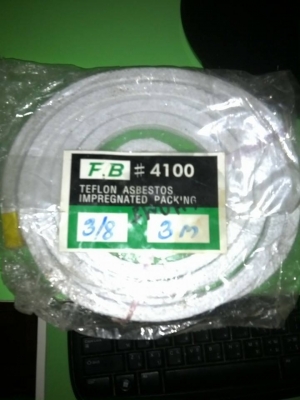 F.B # 4100
TEFLON ASBESTOS
IMPREGNATED PACKING
3/8 3 m